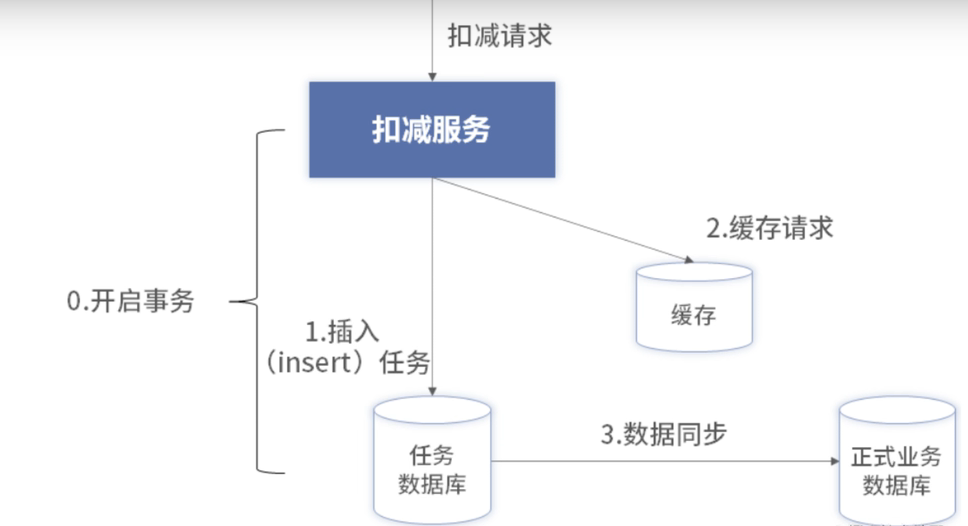 扣减请求
扣减服务
2.缓存请求
缓存
0.开启事务
1.插入
（insert）任务
3.数据同步
任务
数据库
正式业务
数据库